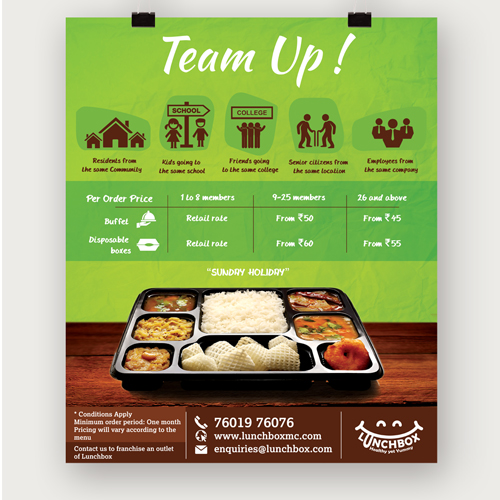 Team Up !
SCHOOL
COLLEGE
Residents from
the same Community
Kids going to
the same school
Friends going
to the same college
Senior citizens from
the same location
Employees from
the same company
Per Order Price
1 to 8 members
9-25 members
26 and above
Buffet
Retail rate
From ₹50
From ₹45
Disposable
boxes
Retail rate
From ₹60
From ₹55
"SUNDRY HOLIDRY"
* Conditions Apply
Minimum order period: One month
Pricing will vary according to the
menu
Contact us to franchise an outlet
of Lunchbox
76019 76076
www.lunchboxmc.com
enquiries@lunchbox.com
LUNCHBOX
Healthy yet Yummy